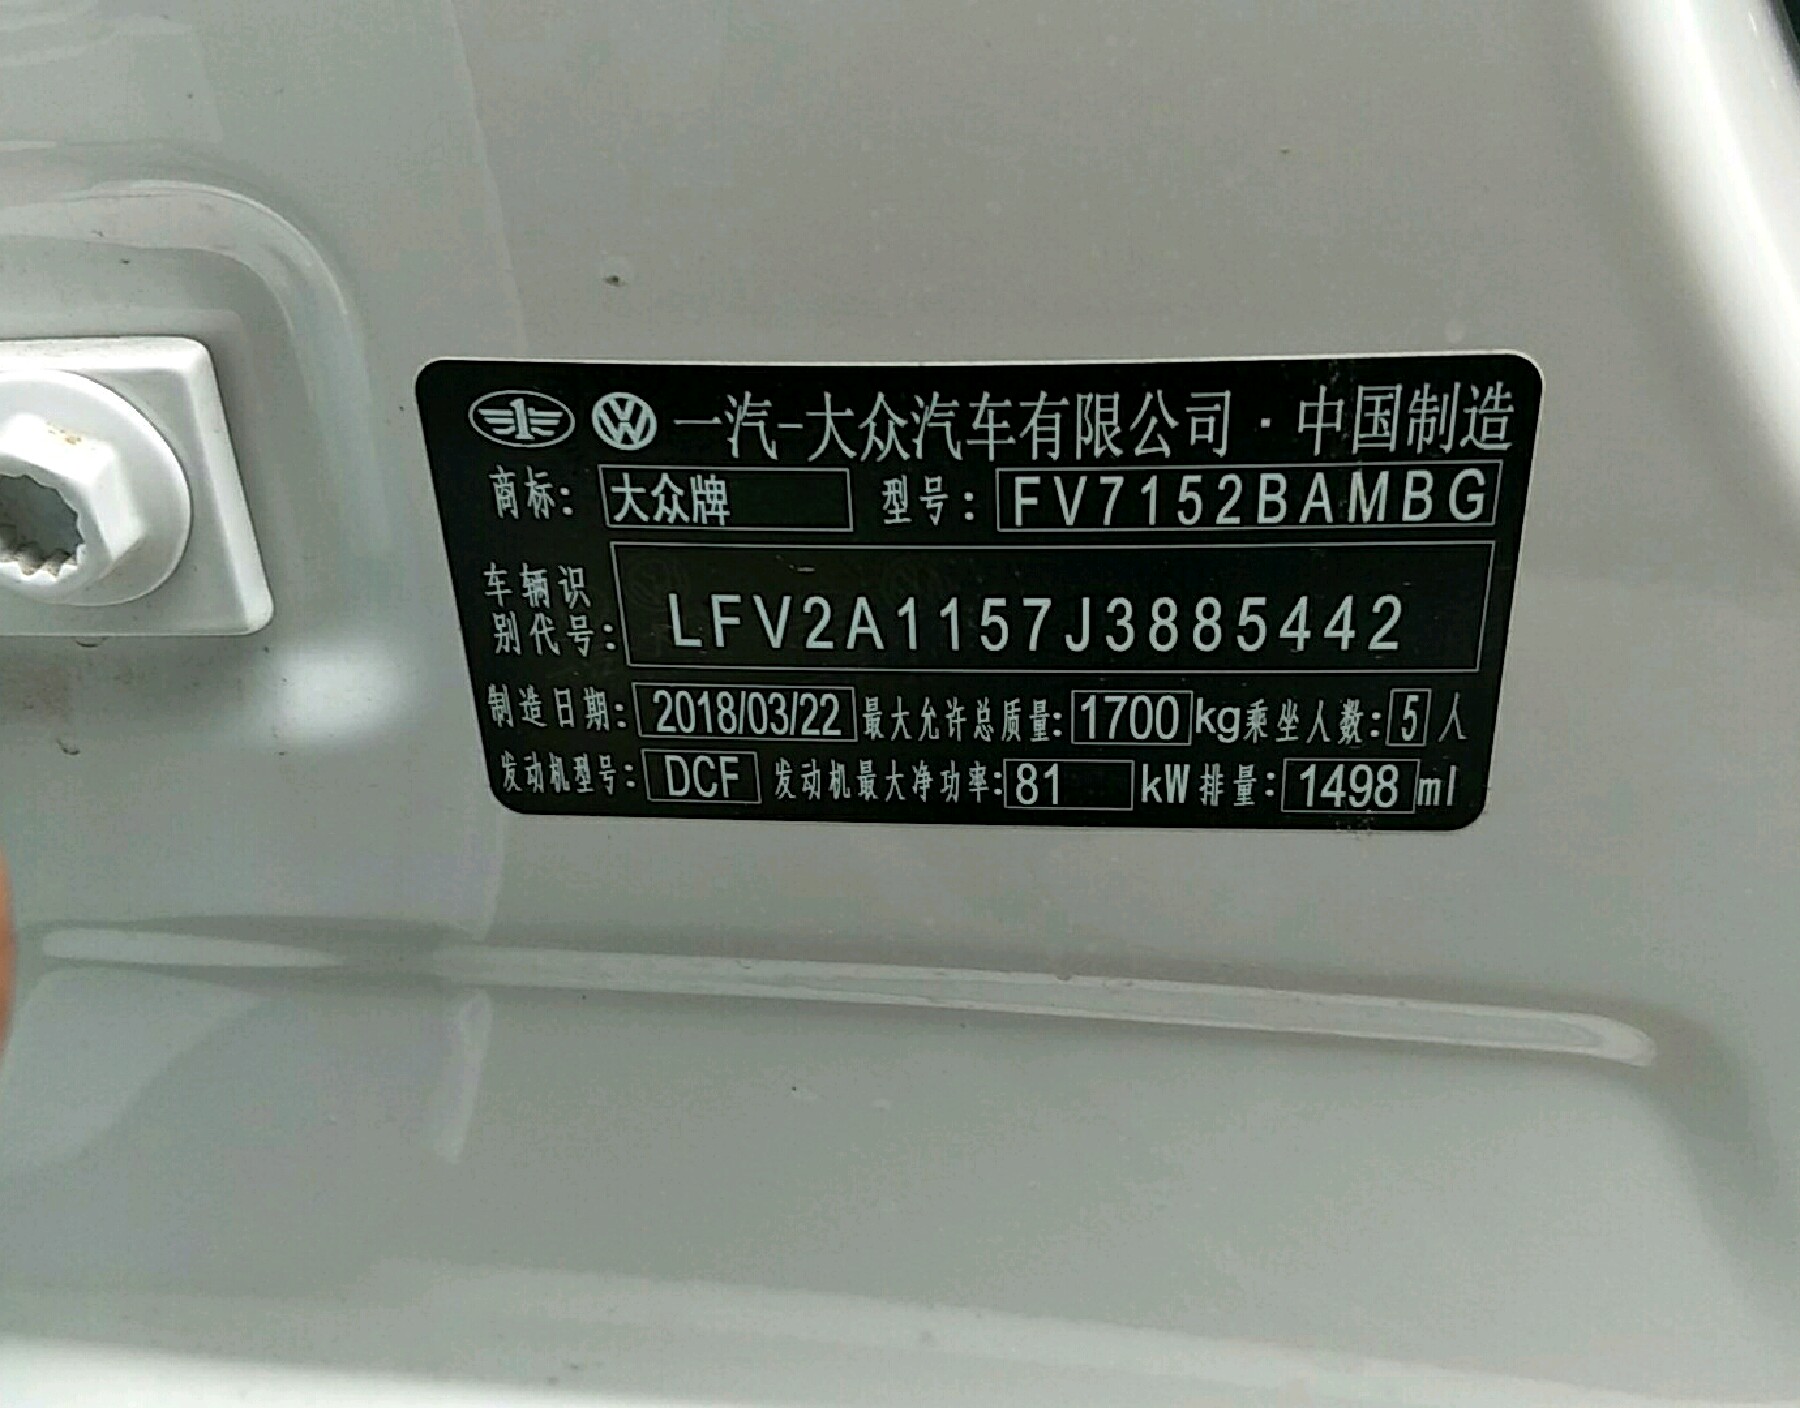 一汽-大众汽车有限公司·中国制造
商标: 大众牌 型号: FV7152BAMBG
车辆识
别代号: LFV2A1157J3885442
制造日期: 2018/03/22 最大允许总质量: 1700 kg 乘坐人数: 5 人
发动机型号: DCF 发动机最大净功率: 81 kW 排量: 1498 ml